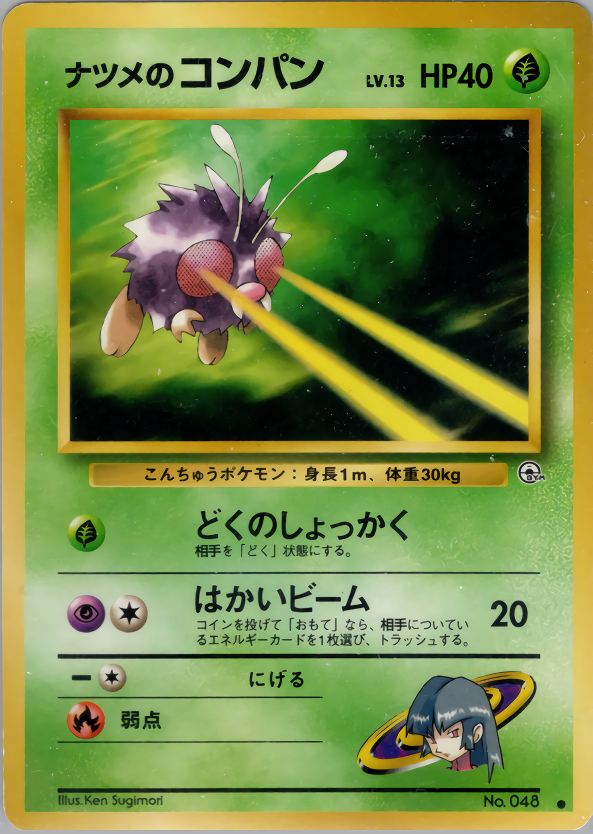 ナツメの コンパン LV.13 HP40
こんちゅうポケモン：身長1m、体重30kg
GYM
どくのしょっかく
相手を「どく」状態にする。
はかいビーム 20
コインを投げて「おもて」なら、相手についてい
るエネルギーカードを1枚選び、トラッシュする。
にげる
弱点
Illus.Ken Sugimori No. 048